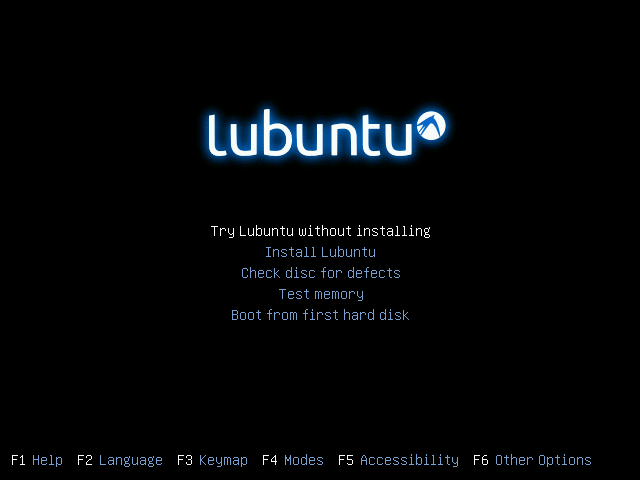 lubuntu
Try Lubuntu without installing
Install Lubuntu
Check disc for defects
Test memory
Boot from first hard disk
F1 Help F2 Language F3 Keymap F4 Modes F5 Accessibility F6 Other Options